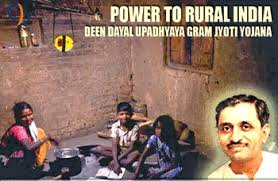 POWER TO RURAL INDIA
DEEN DAYAL UPADHYAYA GRAM JYOTI YOJANA